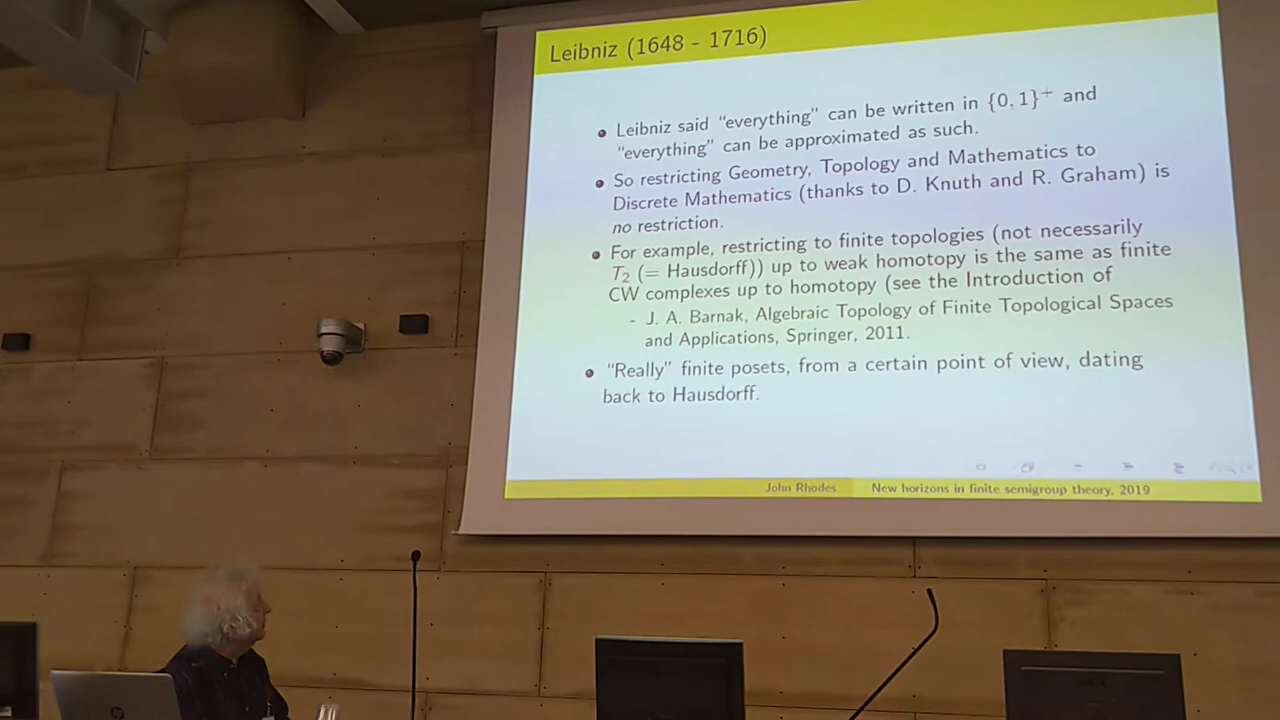 Leibniz (1648 - 1716)
Leibniz said “everything” can be written in {0, 1}⁺ and
“everything” can be approximated as such.
So restricting Geometry, Topology and Mathematics to
Discrete Mathematics (thanks to D. Knuth and R. Graham) is
no restriction.
For example, restricting to finite topologies (not necessarily
T₂ (= Hausdorff)) up to weak homotopy is the same as finite
CW complexes up to homotopy (see the Introduction of
- J. A. Barnak, Algebraic Topology of Finite Topological Spaces
and Applications, Springer, 2011.
“Really” finite posets, from a certain point of view, dating
back to Hausdorff.
John Rhodes New horizons in finite semigroup theory, 2019
hp